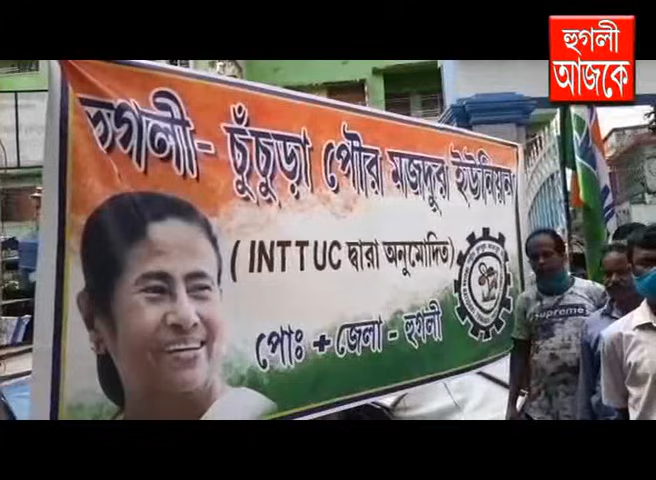 হুগলী
আজকে
হুগলী - চুঁচুড়া পৌর মজদুর ইউনিয়ন
( INTTUC দ্বারা অনুমোদিত)
পোঃ + জেলা - হুগলী
supreme